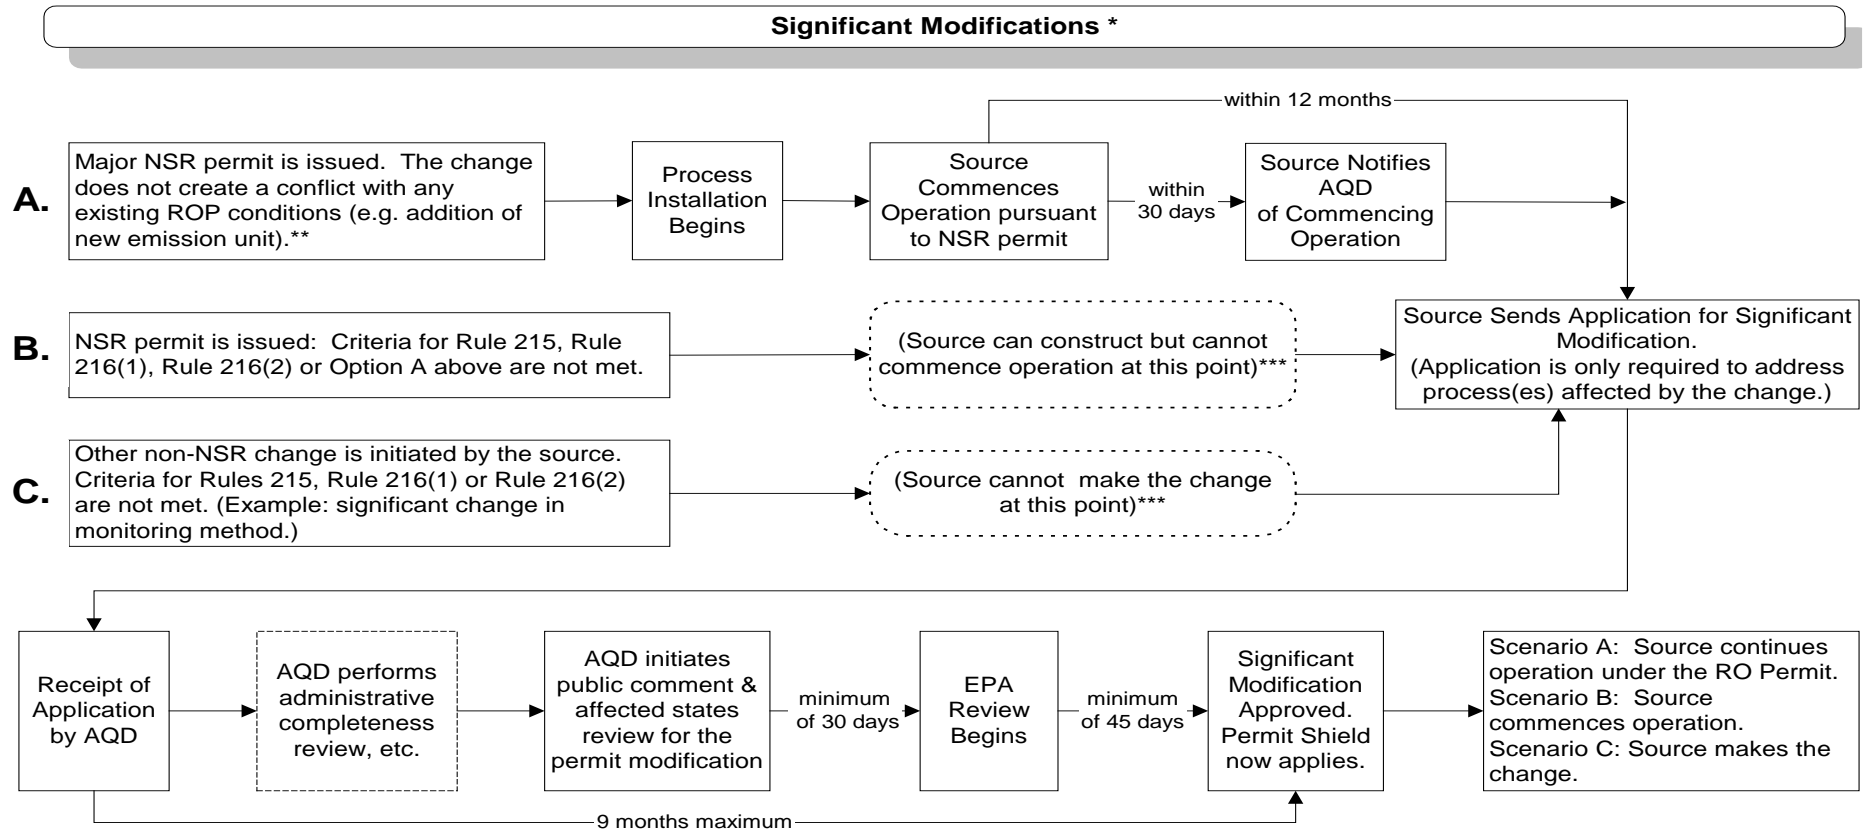 Significant Modifications *
within 12 months
A.
Major NSR permit is issued. The change
does not create a conflict with any
existing ROP conditions (e.g. addition of
new emission unit).**
Process
Installation
Begins
Source
Commences
Operation pursuant
to NSR permit
within
30 days
Source Notifies
AQD
of Commencing
Operation
B.
NSR permit is issued: Criteria for Rule 215, Rule
216(1), Rule 216(2) or Option A above are not met.
(Source can construct but cannot
commence operation at this point)***
Source Sends Application for Significant
Modification.
(Application is only required to address
process(es) affected by the change.)
C.
Other non-NSR change is initiated by the source.
Criteria for Rules 215, Rule 216(1) or Rule 216(2)
are not met. (Example: significant change in
monitoring method.)
(Source cannot make the change
at this point)***
Receipt of
Application
by AQD
AQD performs
administrative
completeness
review, etc.
AQD initiates
public comment &
affected states
review for the
permit modification
minimum
of 30 days
EPA
Review
Begins
minimum
of 45 days
Significant
Modification
Approved.
Permit Shield
now applies.
Scenario A: Source continues
operation under the RO Permit.
Scenario B: Source
commences operation.
Scenario C: Source makes the
change.
9 months maximum